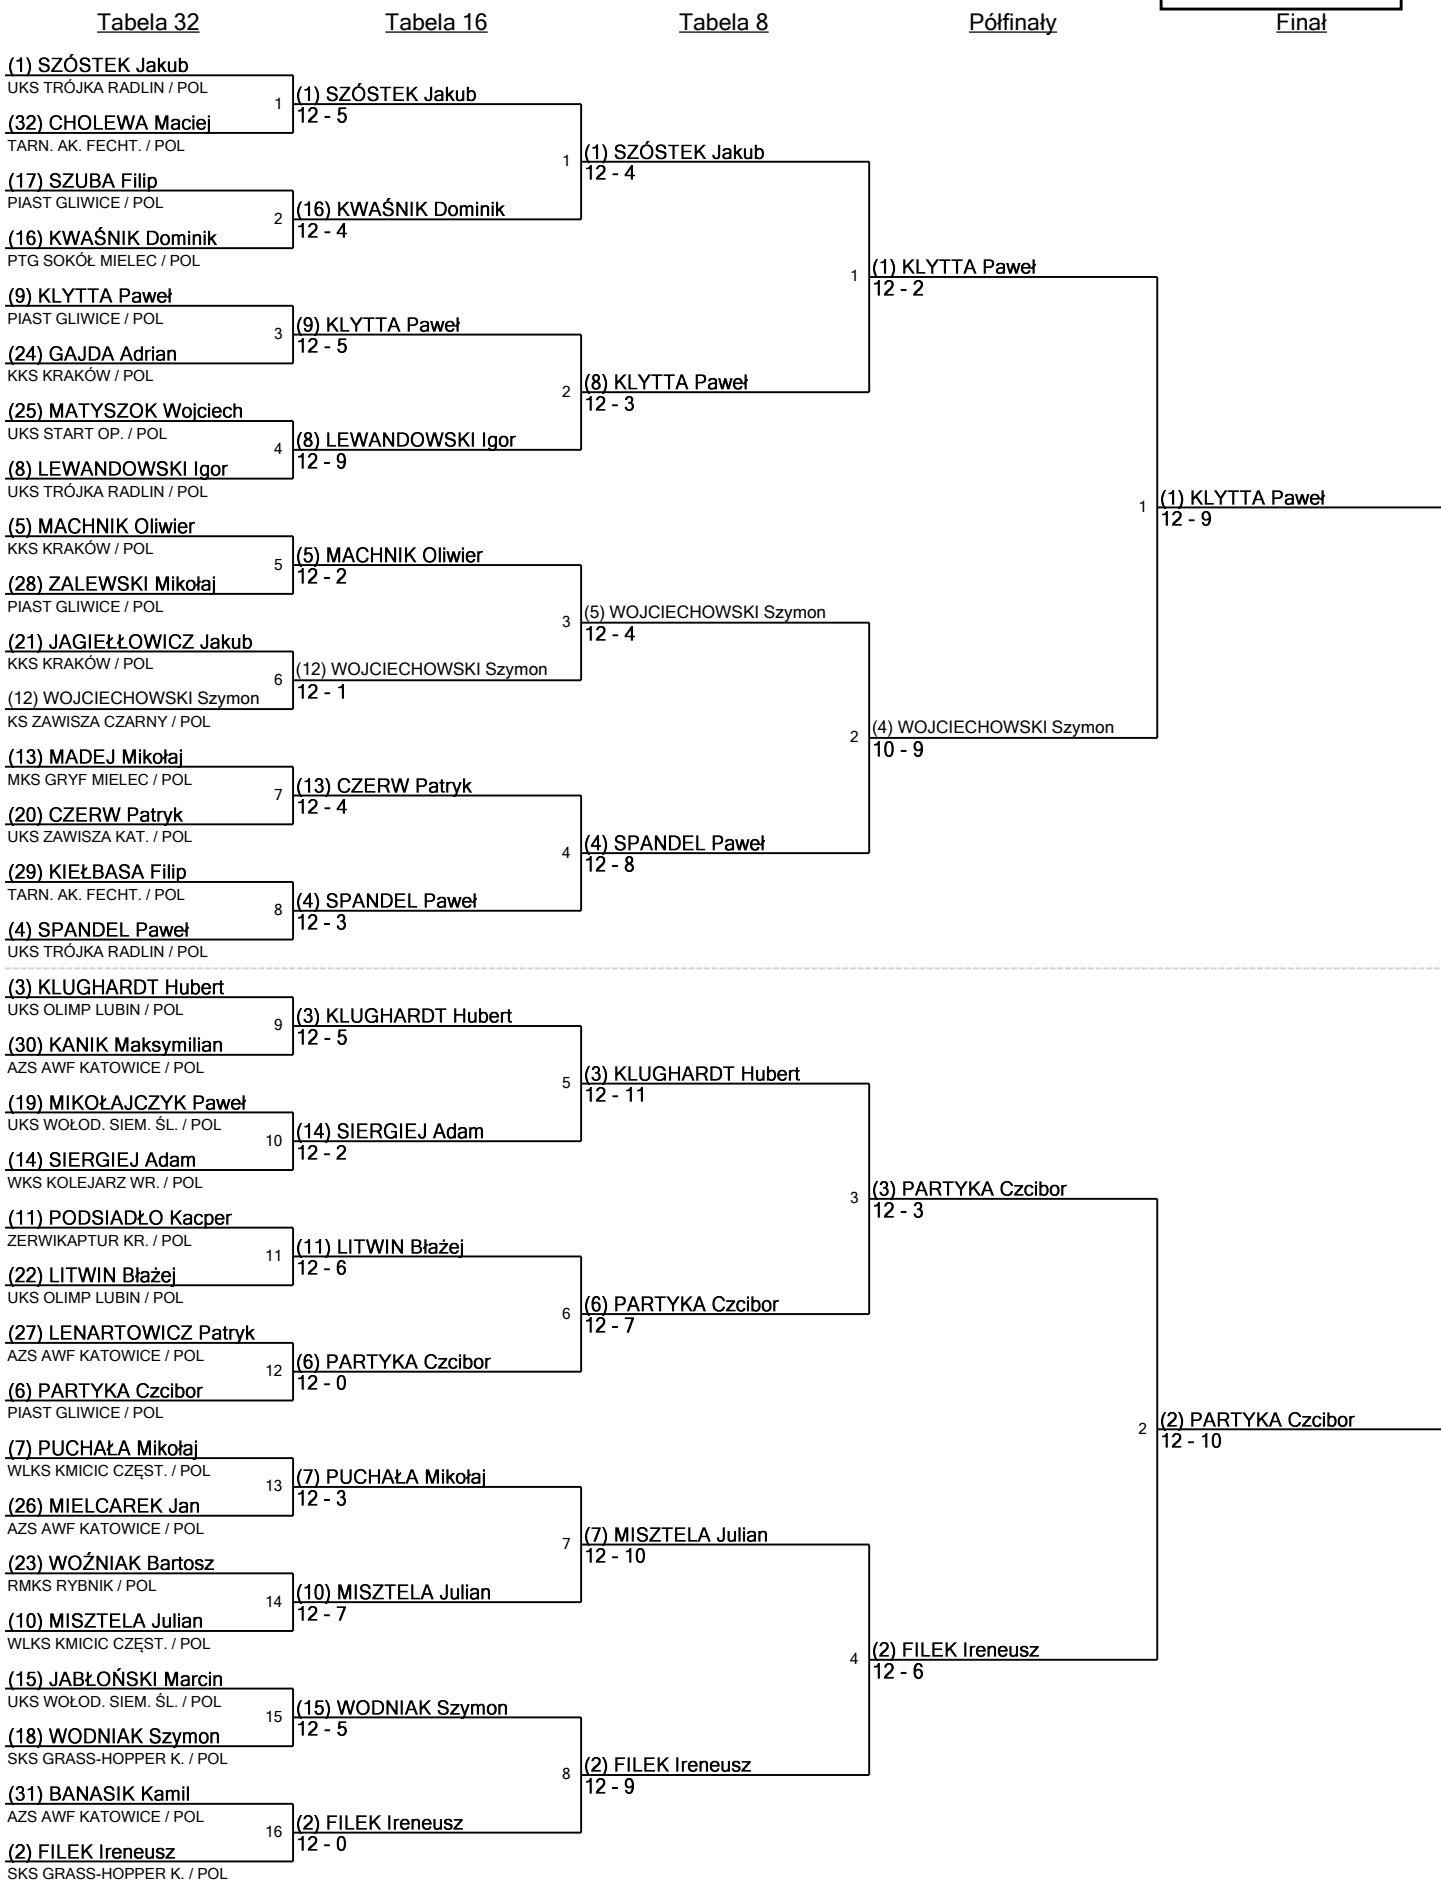 Tabela 32
Tabela 16
Tabela 8
Półfinały
Finał
(1) SZÓSTEK Jakub
UKS TRÓJKA RADLIN / POL
(32) CHOLEWA Maciej
TARN. AK. FECHT. / POL
(17) SZUBA Filip
PIAST GLIWICE / POL
(16) KWAŚNIK Dominik
PTG SOKÓŁ MIELEC / POL
(9) KLYTTA Paweł
PIAST GLIWICE / POL
(24) GAJDA Adrian
KKS KRAKÓW / POL
(25) MATYSZOK Wojciech
UKS START OP. / POL
(8) LEWANDOWSKI Igor
UKS TRÓJKA RADLIN / POL
(5) MACHNIK Oliwier
KKS KRAKÓW / POL
(28) ZALEWSKI Mikołaj
PIAST GLIWICE / POL
(21) JAGIEŁŁOWICZ Jakub
KKS KRAKÓW / POL
(12) WOJCIECHOWSKI Szymon
KS ZAWISZA CZARNY / POL
(13) MADEJ Mikołaj
MKS GRYF MIELEC / POL
(20) CZERW Patryk
UKS ZAWISZA KAT. / POL
(29) KIEŁBASA Filip
TARN. AK. FECHT. / POL
(4) SPANDEL Paweł
UKS TRÓJKA RADLIN / POL
(3) KLUGHARDT Hubert
UKS OLIMP LUBIN / POL
(30) KANIK Maksymilian
AZS AWF KATOWICE / POL
(19) MIKOŁAJCZYK Paweł
UKS WOŁOD. SIEM. ŚL. / POL
(14) SIERGIEJ Adam
WKS KOLEJARZ WR. / POL
(11) PODSIADŁO Kacper
ZERWIKAPTUR KR. / POL
(22) LITWIN Błażej
UKS OLIMP LUBIN / POL
(27) LENARTOWICZ Patryk
AZS AWF KATOWICE / POL
(6) PARTYKA Czcibor
PIAST GLIWICE / POL
(7) PUCHAŁA Mikołaj
WLKS KMICIC CZĘST. / POL
(26) MIELCAREK Jan
AZS AWF KATOWICE / POL
(23) WOŹNIAK Bartosz
RMKS RYBNIK / POL
(10) MISZTELA Julian
WLKS KMICIC CZĘST. / POL
(15) JABŁOŃSKI Marcin
UKS WOŁOD. SIEM. ŚL. / POL
(18) WODNIAK Szymon
SKS GRASS-HOPPER K. / POL
(31) BANASIK Kamil
AZS AWF KATOWICE / POL
(2) FILEK Ireneusz
SKS GRASS-HOPPER K. / POL
1
(1) SZÓSTEK Jakub
12 - 5
2
(16) KWAŚNIK Dominik
12 - 4
3
(9) KLYTTA Paweł
12 - 5
4
(8) LEWANDOWSKI Igor
12 - 9
5
(5) MACHNIK Oliwier
12 - 2
6
(12) WOJCIECHOWSKI Szymon
12 - 1
7
(13) CZERW Patryk
12 - 4
8
(4) SPANDEL Paweł
12 - 3
9
(3) KLUGHARDT Hubert
12 - 5
10
(14) SIERGIEJ Adam
12 - 2
11
(11) LITWIN Błażej
12 - 6
12
(6) PARTYKA Czcibor
12 - 0
13
(7) PUCHAŁA Mikołaj
12 - 3
14
(10) MISZTELA Julian
12 - 7
15
(15) WODNIAK Szymon
12 - 5
16
(2) FILEK Ireneusz
12 - 0
1
(1) SZÓSTEK Jakub
12 - 4
2
(8) KLYTTA Paweł
12 - 3
3
(5) WOJCIECHOWSKI Szymon
12 - 4
4
(4) SPANDEL Paweł
12 - 8
5
(3) KLUGHARDT Hubert
12 - 11
6
(6) PARTYKA Czcibor
12 - 7
7
(7) MISZTELA Julian
12 - 10
8
(2) FILEK Ireneusz
12 - 9
1
(1) KLYTTA Paweł
12 - 2
2
(4) WOJCIECHOWSKI Szymon
10 - 9
3
(3) PARTYKA Czcibor
12 - 3
4
(2) FILEK Ireneusz
12 - 6
1
(1) KLYTTA Paweł
12 - 9
2
(2) PARTYKA Czcibor
12 - 10